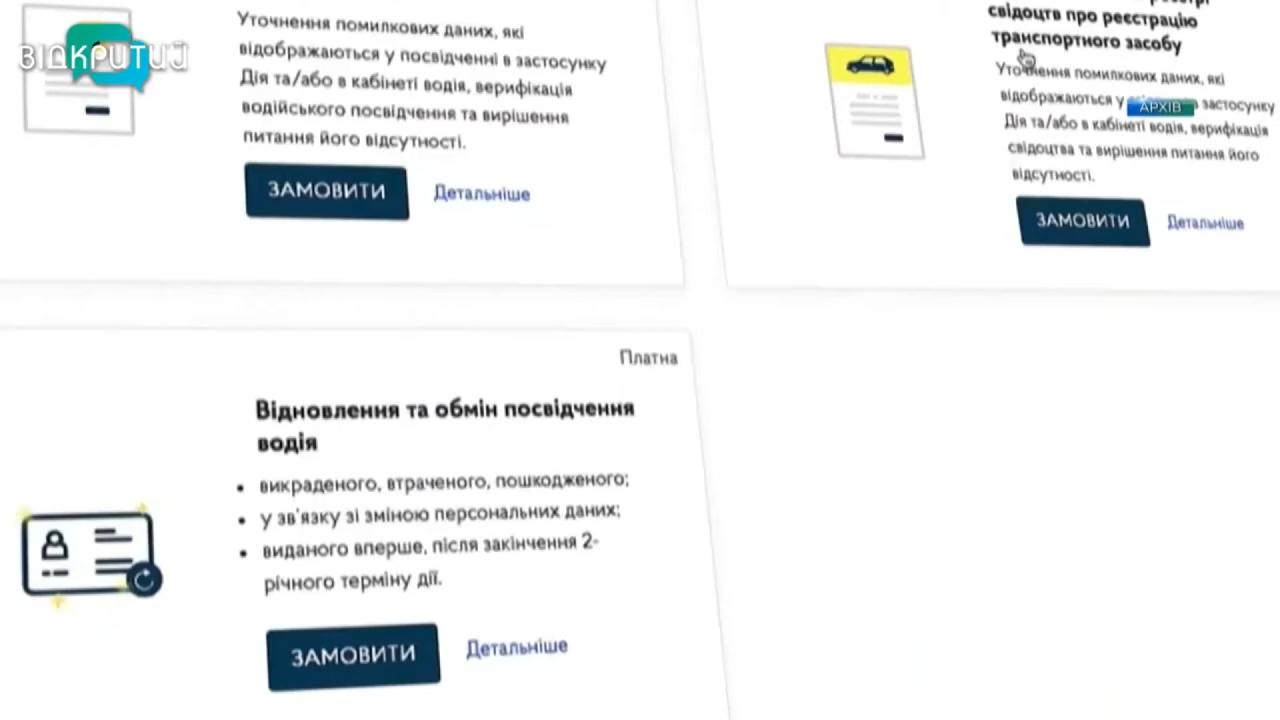 ВІДКРИТИЙ
Уточнення помилкових даних, які
відображаються у посвідченні в застосунку
Дія та/або в кабінеті водія, верифікація
водійського посвідчення та вирішення
питання його відсутності.
ЗАМОВИТИ Детальніше
свідоцтв про реєстрацію
транспортного засобу
Уточнення помилкових даних, які
відображаються у застосунку
АРХІВ
Дія та/або в кабінеті водія, верифікація
свідоцтва та вирішення питання його
відсутності.
ЗАМОВИТИ Детальніше
Платна
Відновлення та обмін посвідчення
водія
• викраденого, втраченого, пошкодженого;
• у зв'язку зі зміною персональних даних;
• виданого вперше, після закінчення 2-
річного терміну дії.
ЗАМОВИТИ Детальніше